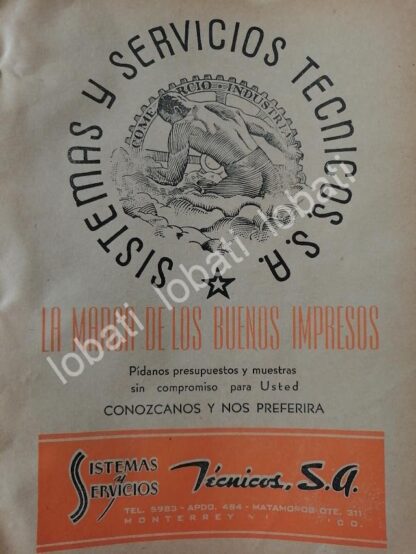 SISTEMAS Y SERVICIOS TECNICOS, S.A.
COMERCIO • INDUSTRIA
lobati lobati lobati
LA MARCA DE LOS BUENOS IMPRESOS
Pídanos presupuestos y muestras
sin compromiso para Usted
CONOZCANOS Y NOS PREFERIRA
SISTEMAS Y SERVICIOS Técnicos, S.A.
TEL. 5983 - APDO. 484 - MATAMOROS OTE. 311
MONTERREY